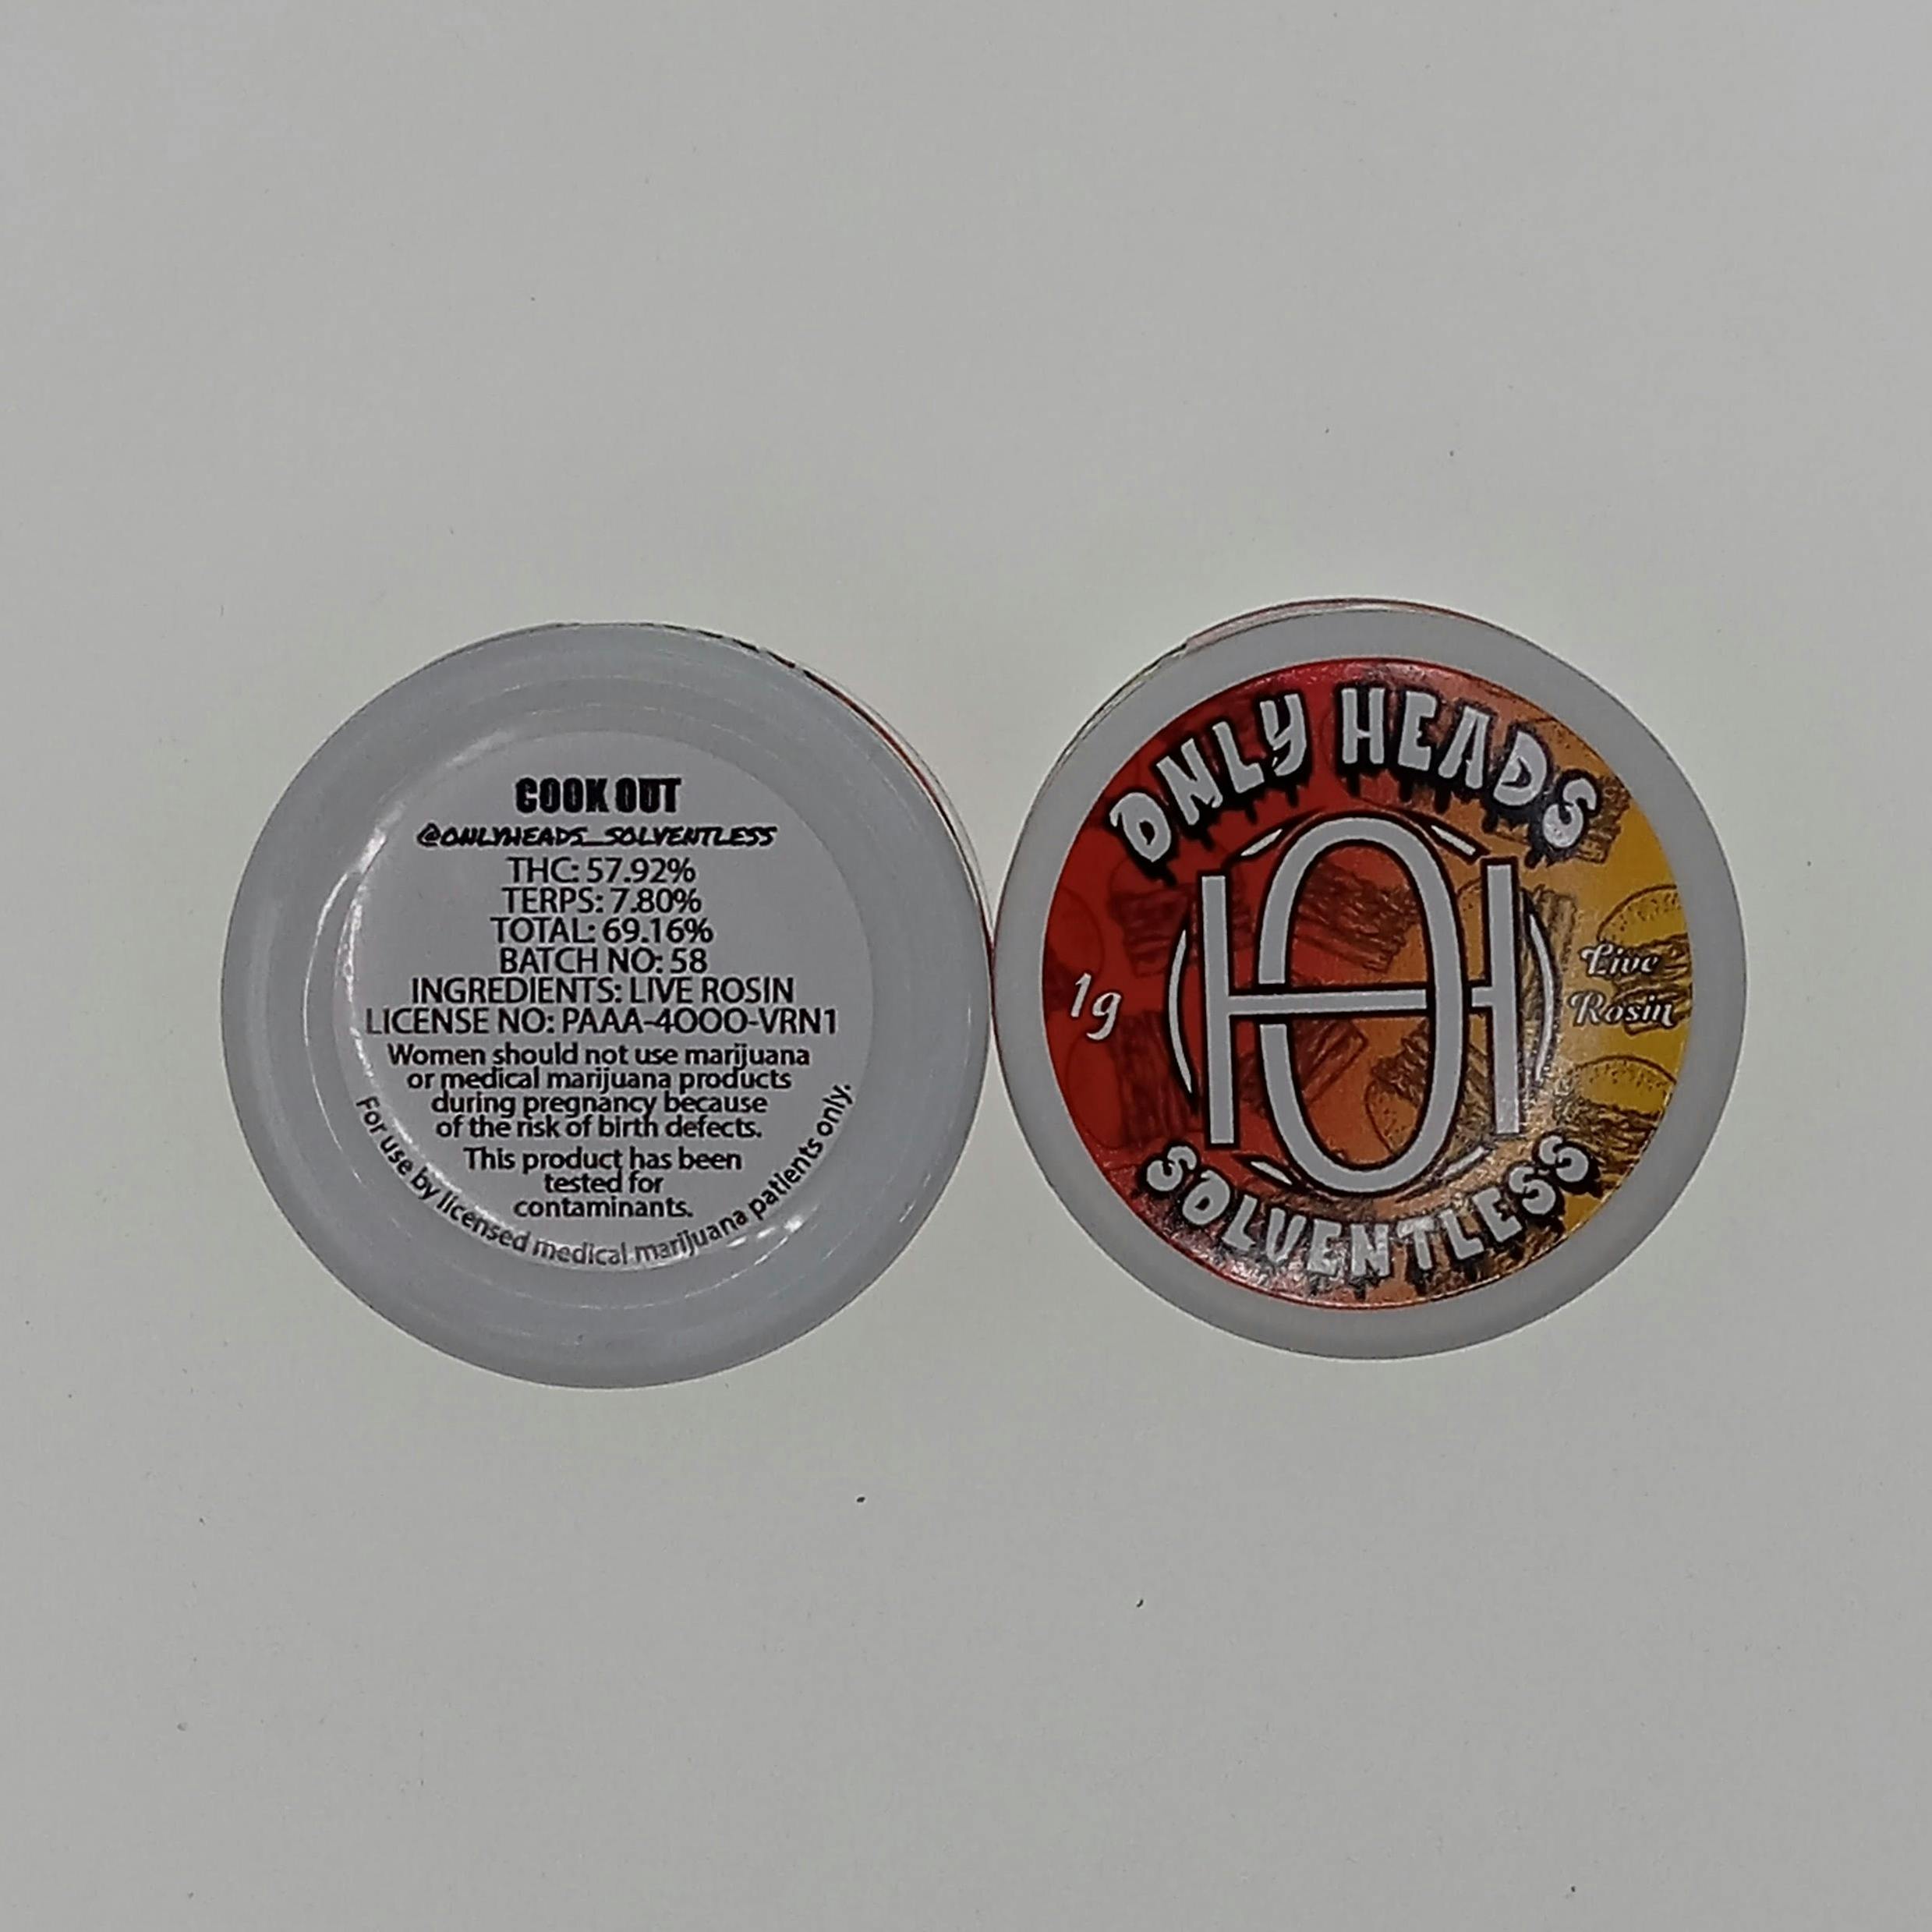 COOK OUT
@ONLYHEADS_SOLVENTLESS
THC: 57.92%
TERPS: 7.80%
TOTAL: 69.16%
BATCH NO: 58
INGREDIENTS: LIVE ROSIN
LICENSE NO: PAAA-4OOO-VRN1
Women should not use marijuana
or medical marijuana products
during pregnancy because
of the risk of birth defects.
This product has been
tested for
contaminants.
For use by licensed medical marijuana patients only.
ONLY HEADS
OH
1g
Live
Rosin
SOLVENTLESS